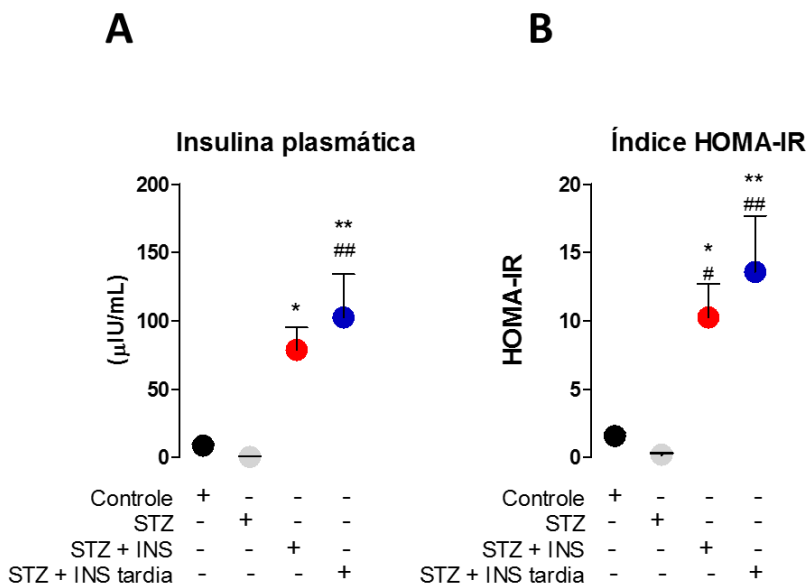 A
Insulina plasmática
200
150
100
50
0
(µIU/mL)
*
**
##
Controle + - - -
STZ - + - -
STZ + INS - - + -
STZ + INS tardia - - - +
B
Índice HOMA-IR
20
15
10
5
0
HOMA-IR
*
#
**
##
Controle + - - -
STZ - + - -
STZ + INS - - + -
STZ + INS tardia - - - +